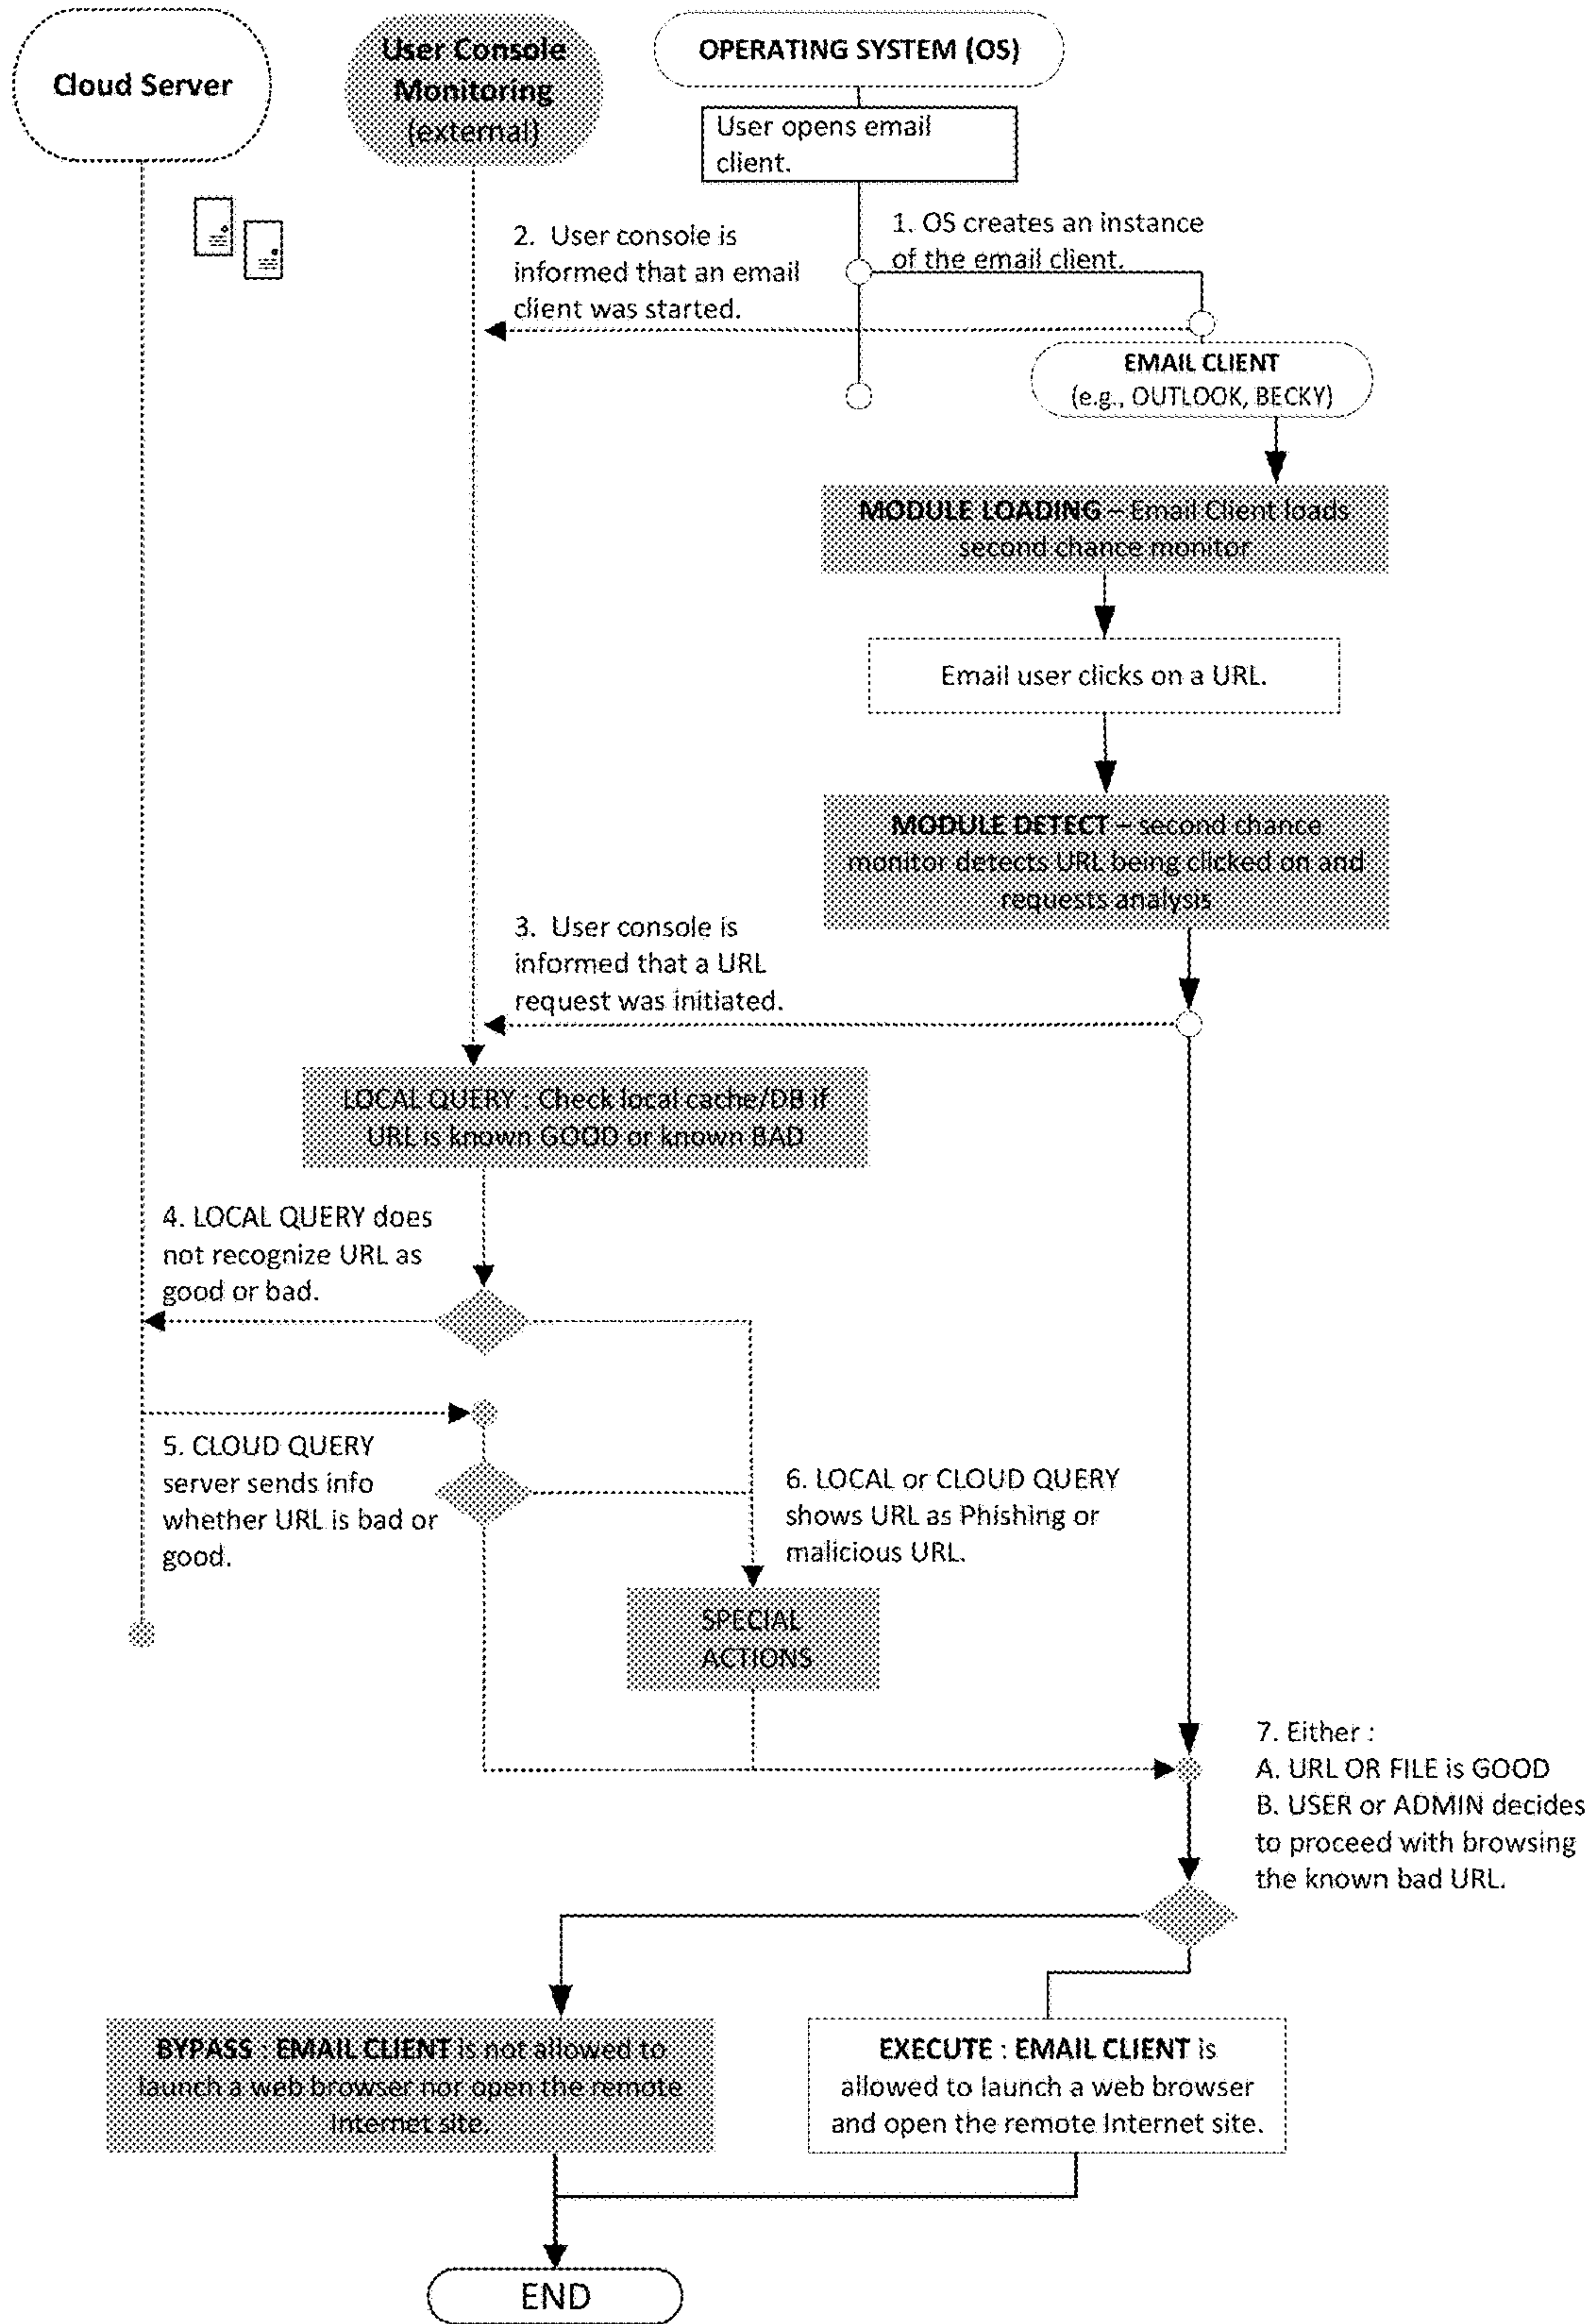 Cloud Server
User Console
Monitoring
(external)
OPERATING SYSTEM (OS)
User opens email
client.
1. OS creates an instance
of the email client.
2. User console is
informed that an email
client was started.
EMAIL CLIENT
(e.g., OUTLOOK, BECKY)
MODULE LOADING – Email Client loads
second chance monitor
Email user clicks on a URL.
MODULE DETECT – second chance
monitor detects URL being clicked on and
requests analysis
3. User console is
informed that a URL
request was initiated.
LOCAL QUERY : Check local cache/DB if
URL is known GOOD or known BAD
4. LOCAL QUERY does
not recognize URL as
good or bad.
5. CLOUD QUERY
server sends info
whether URL is bad or
good.
6. LOCAL or CLOUD QUERY
shows URL as Phishing or
malicious URL.
SPECIAL
ACTIONS
7. Either :
A. URL OR FILE is GOOD
B. USER or ADMIN decides
to proceed with browsing
the known bad URL.
BYPASS : EMAIL CLIENT is not allowed to
launch a web browser nor open the remote
Internet site.
EXECUTE : EMAIL CLIENT is
allowed to launch a web browser
and open the remote Internet site.
END